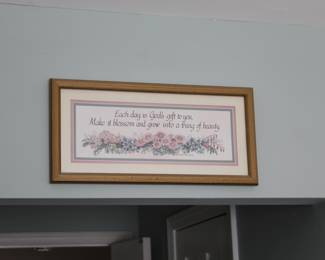 Each day is God's gift to you.
Make it blossom and grow into a thing of beauty.